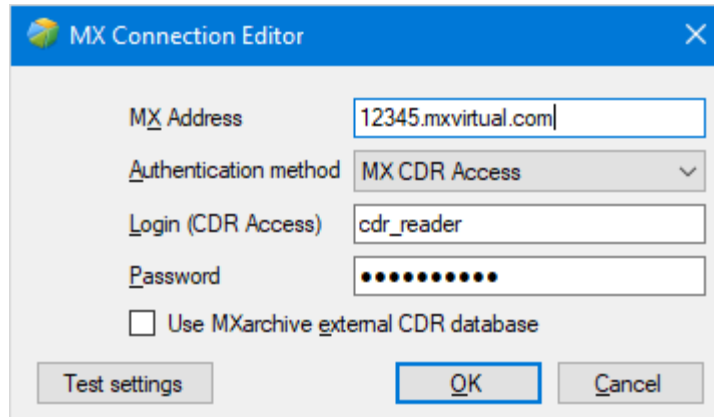 MX Connection Editor
MX Address 12345.mxvirtual.com
Authentication method MX CDR Access
Login (CDR Access) cdr_reader
Password ●●●●●●●●●●
Use MXarchive external CDR database
Test settings OK Cancel